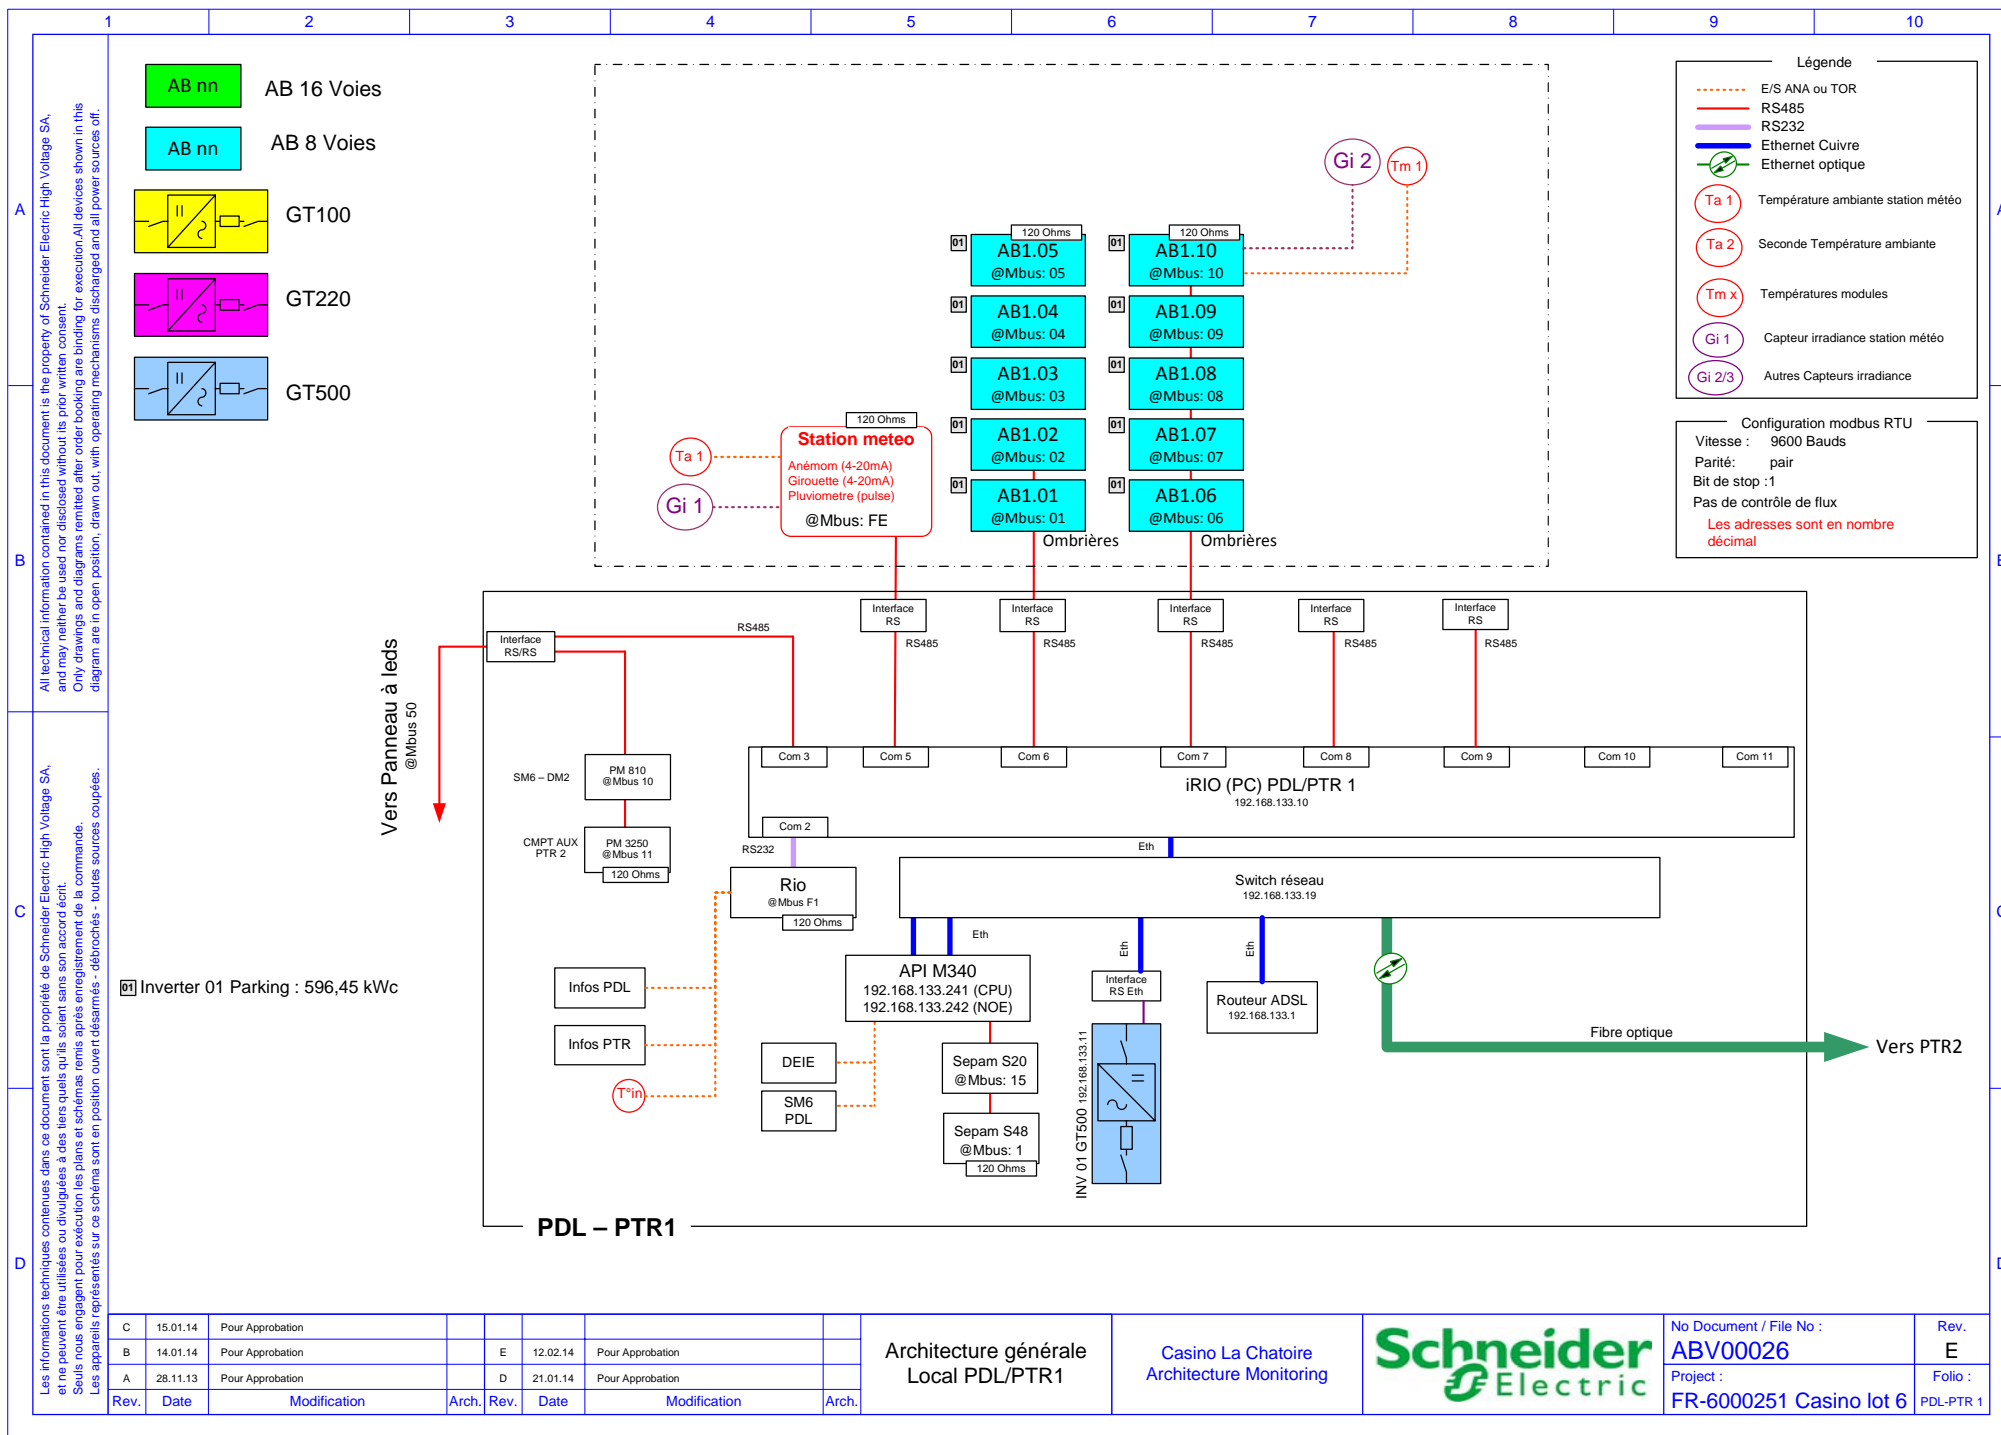 1 2 3 4 5 6 7 8 9 10
A
B
C
D
A
B
C
D
All technical information contained in this document is the property of Schneider Electric High Voltage SA,
and may neither be used nor disclosed without its prior written consent.
Only drawings and diagrams remitted after order booking are binding for execution.All devices shown in this
diagram are in open position, drawn out, with operating mechanisms discharged and all power sources off.
Les informations techniques contenues dans ce document sont la propriété de Schneider Electric High Voltage SA,
et ne peuvent être utilisées ou divulguées à des tiers quels qu'ils soient sans son accord écrit.
Seuls nous engagent pour exécution les plans et schémas remis après enregistrement de la commande.
Les appareils représentés sur ce schéma sont en position ouvert désarmés - débrochés - toutes sources coupées.
AB nn
AB 16 Voies
AB nn
AB 8 Voies
GT100
GT220
GT500
Légende
E/S ANA ou TOR
RS485
RS232
Ethernet Cuivre
Ethernet optique
Ta 1
Température ambiante station météo
Ta 2
Seconde Température ambiante
Tm x
Températures modules
Gi 1
Capteur irradiance station météo
Gi 2/3
Autres Capteurs irradiance
Configuration modbus RTU
Vitesse : 9600 Bauds
Parité: pair
Bit de stop :1
Pas de contrôle de flux
Les adresses sont en nombre
décimal
Gi 2
Tm 1
120 Ohms
01
AB1.05
@Mbus: 05
01
AB1.04
@Mbus: 04
01
AB1.03
@Mbus: 03
01
AB1.02
@Mbus: 02
01
AB1.01
@Mbus: 01
Ombrières
120 Ohms
01
AB1.10
@Mbus: 10
01
AB1.09
@Mbus: 09
01
AB1.08
@Mbus: 08
01
AB1.07
@Mbus: 07
01
AB1.06
@Mbus: 06
Ombrières
120 Ohms
Station meteo
Anémom (4-20mA)
Girouette (4-20mA)
Pluviometre (pulse)
@Mbus: FE
Ta 1
Gi 1
Interface
RS/RS
RS485
Interface
RS
RS485
Interface
RS
RS485
Interface
RS
RS485
Interface
RS
RS485
Interface
RS
RS485
Vers Panneau à leds
@Mbus 50
SM6 – DM2
PM 810
@Mbus 10
CMPT AUX
PTR 2
PM 3250
@Mbus 11
120 Ohms
Com 3
Com 5
Com 6
Com 7
Com 8
Com 9
Com 10
Com 11
iRIO (PC) PDL/PTR 1
192.168.133.10
Com 2
RS232
Eth
Rio
@Mbus F1
120 Ohms
Switch réseau
192.168.133.19
Eth
Eth
Eth
API M340
192.168.133.241 (CPU)
192.168.133.242 (NOE)
Interface
RS Eth
Routeur ADSL
192.168.133.1
Fibre optique
Vers PTR2
Infos PDL
Infos PTR
T°in
DEIE
SM6
PDL
Sepam S20
@Mbus: 15
Sepam S48
@Mbus: 1
120 Ohms
INV 01 GT500 192.168.133.11
01 Inverter 01 Parking : 596,45 kWc
PDL – PTR1
C 15.01.14 Pour Approbation
B 14.01.14 Pour Approbation E 12.02.14 Pour Approbation
A 28.11.13 Pour Approbation D 21.01.14 Pour Approbation
Rev. Date Modification Arch. Rev. Date Modification Arch.
Architecture générale
Local PDL/PTR1
Casino La Chatoire
Architecture Monitoring
Schneider
Electric
No Document / File No :
ABV00026
Project :
FR-6000251 Casino lot 6
Rev.
E
Folio :
PDL-PTR 1